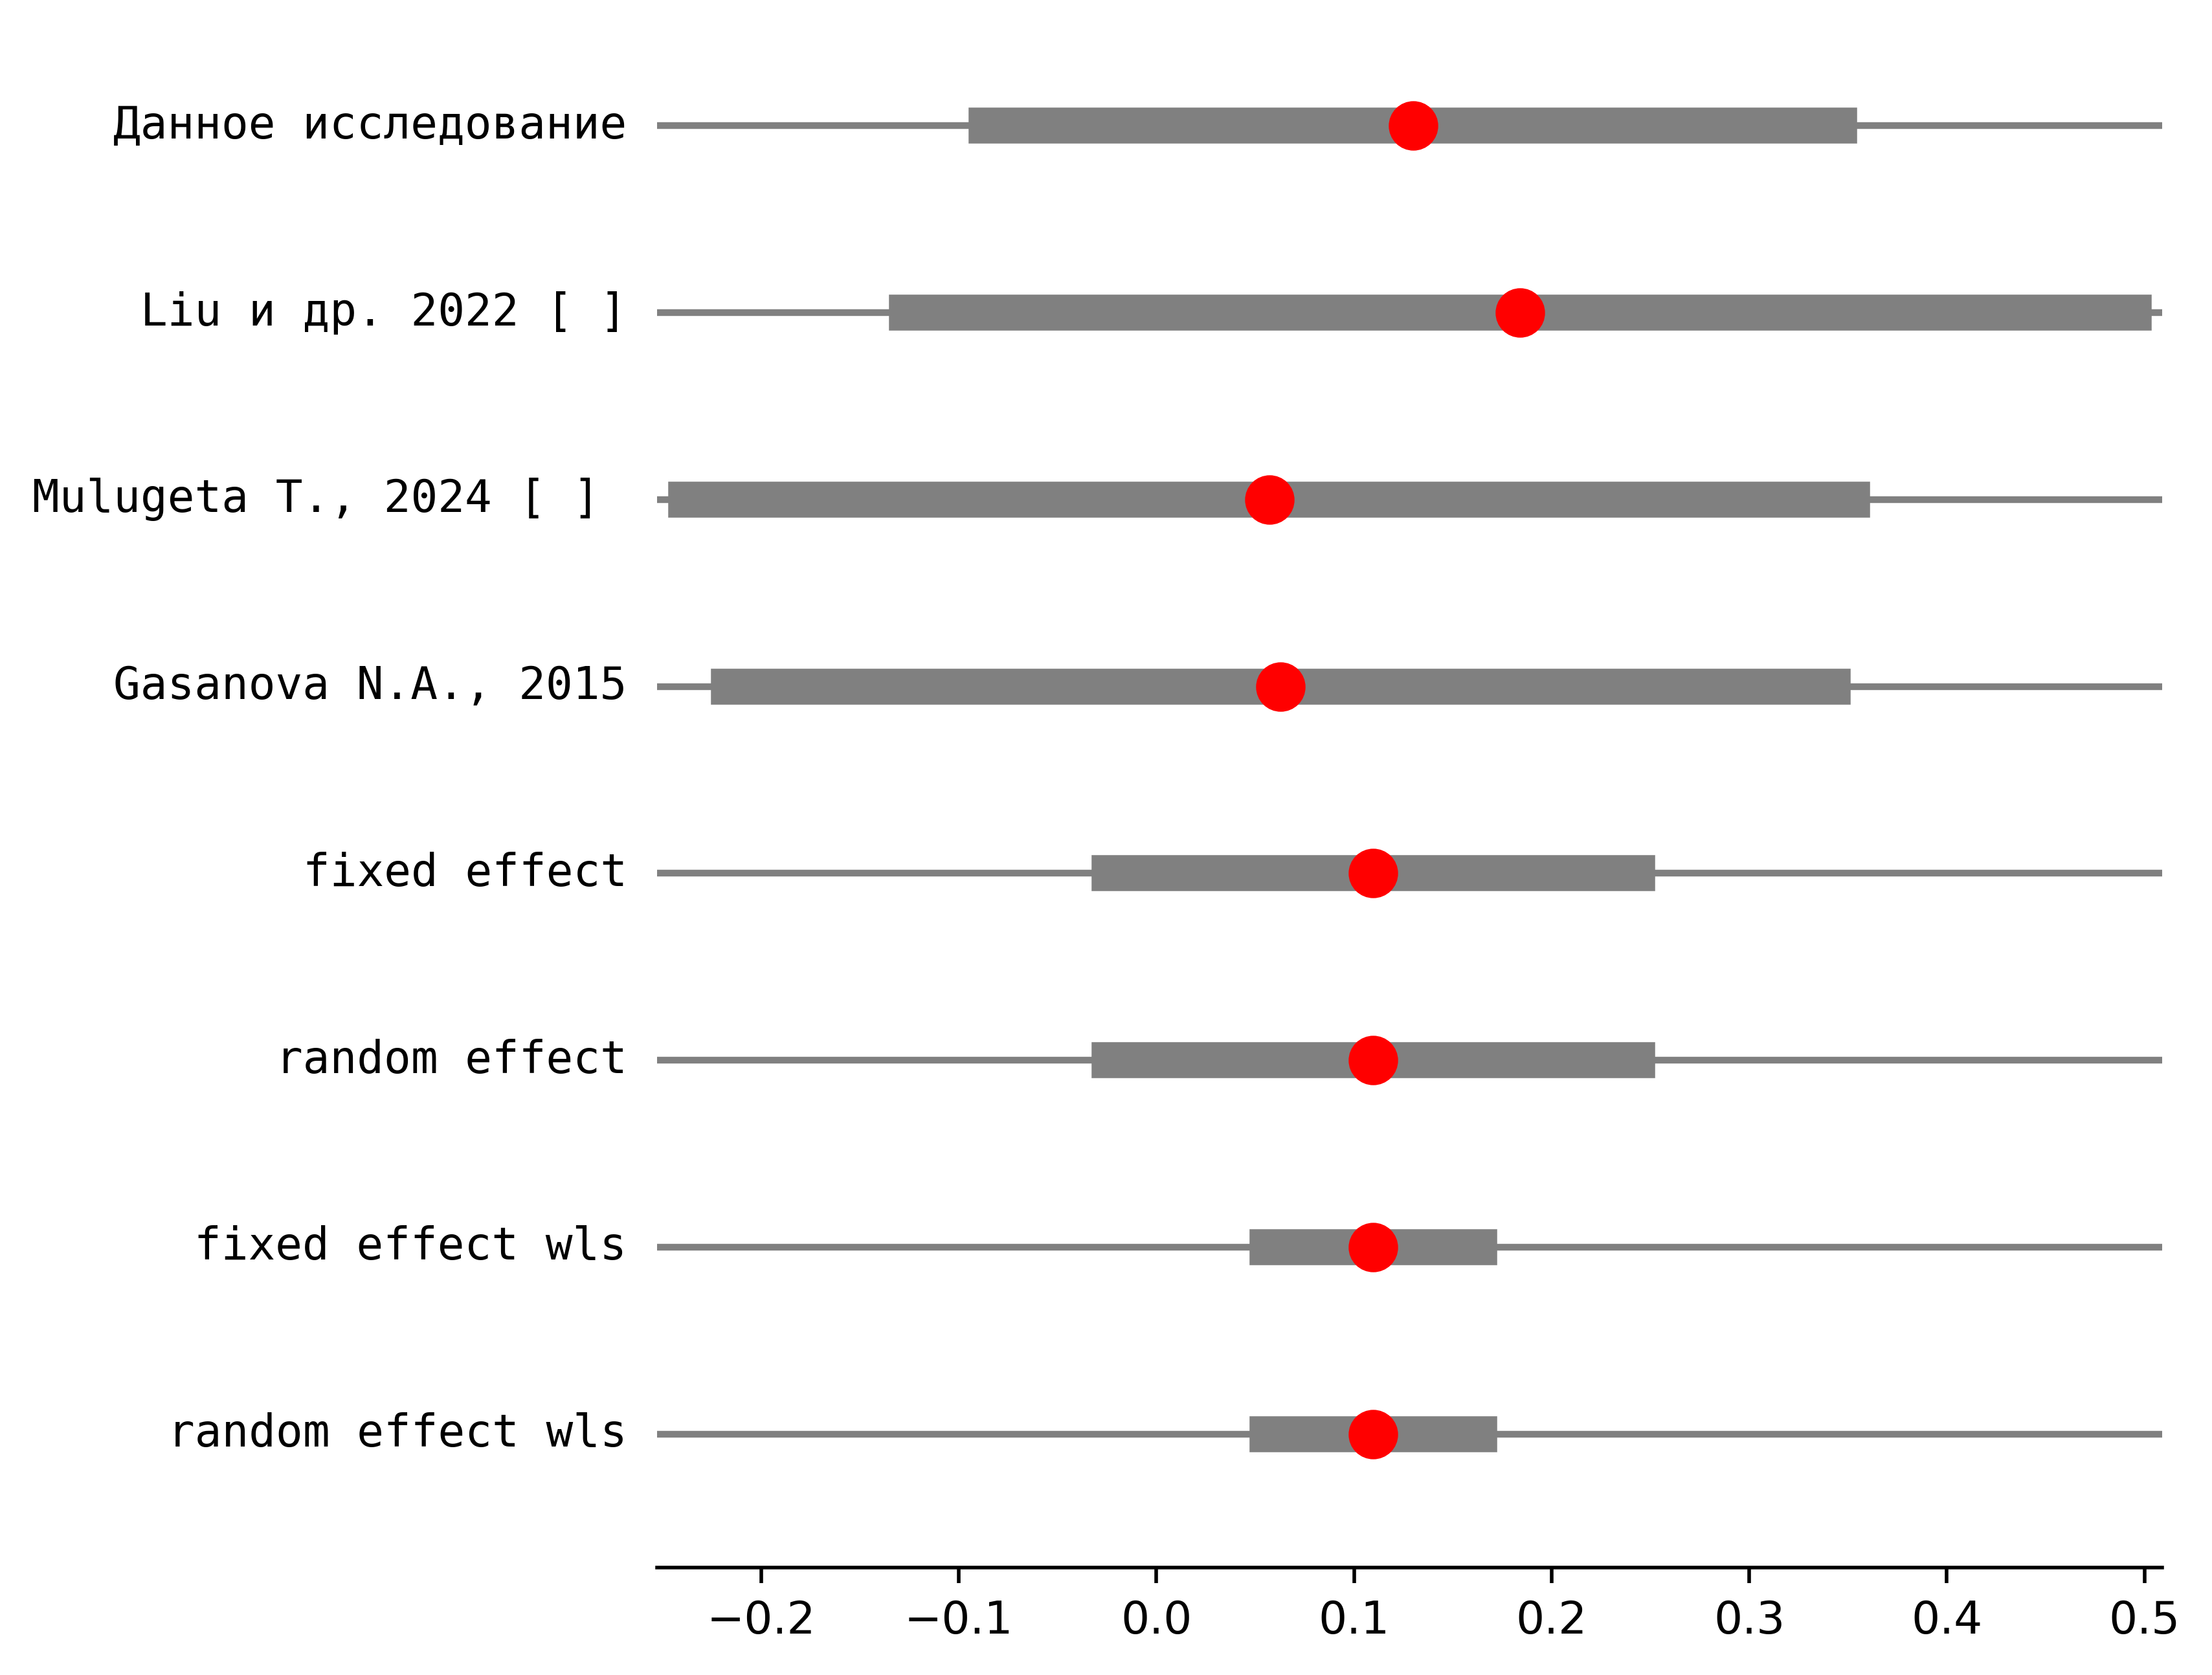 Данное исследование
Liu и др. 2022 [ ]
Mulugeta T., 2024 [ ]
Gasanova N.A., 2015
fixed effect
random effect
fixed effect wls
random effect wls
−0.2 −0.1 0.0 0.1 0.2 0.3 0.4 0.5